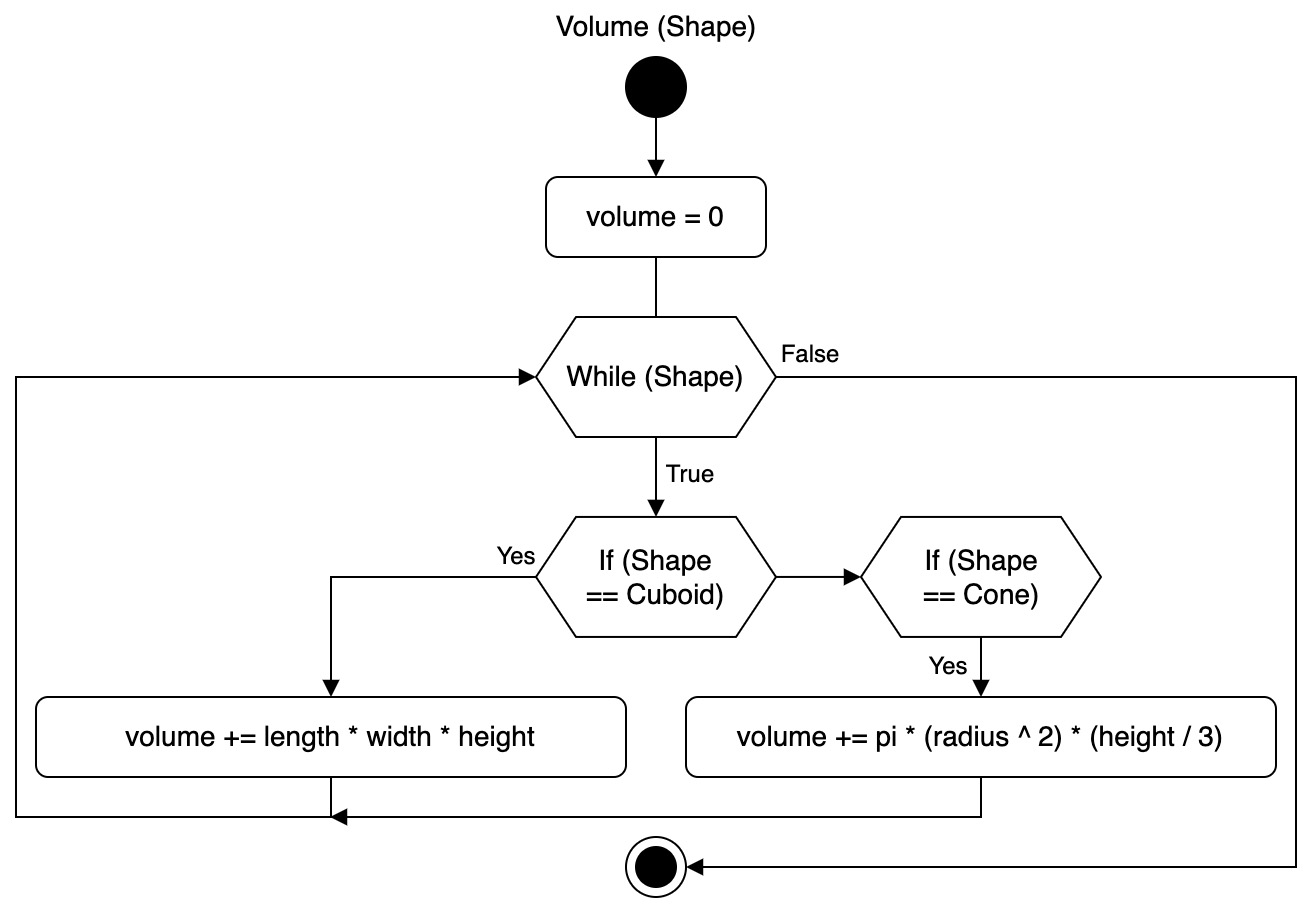 Volume (Shape)
volume = 0
While (Shape)
False
True
Yes
If (Shape
== Cuboid)
If (Shape
== Cone)
Yes
volume += length * width * height
volume += pi * (radius ^ 2) * (height / 3)